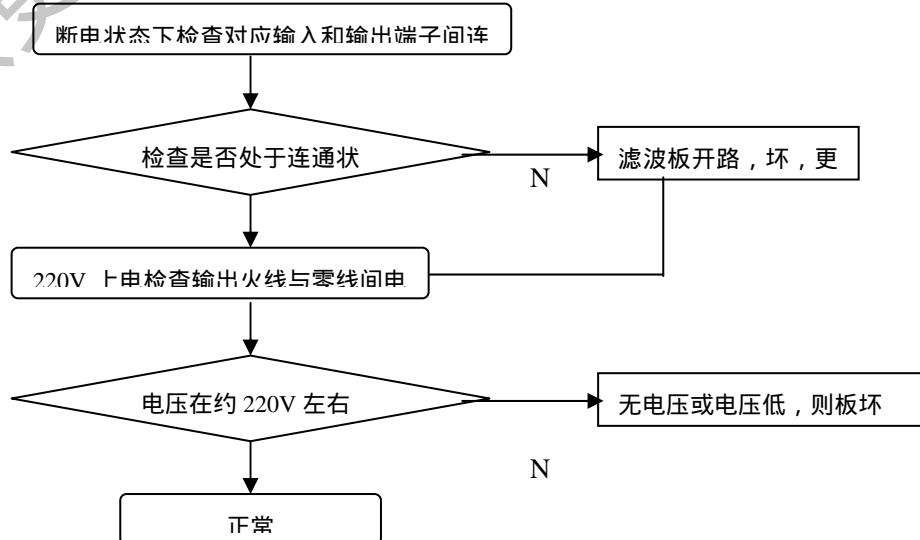 断电状态下检查对应输入和输出端子间连
检查是否处于连通状
N
滤波板开路，坏，更
220V 上电检查输出火线与零线间电
电压在约 220V 左右
无电压或电压低，则板坏
N
正常